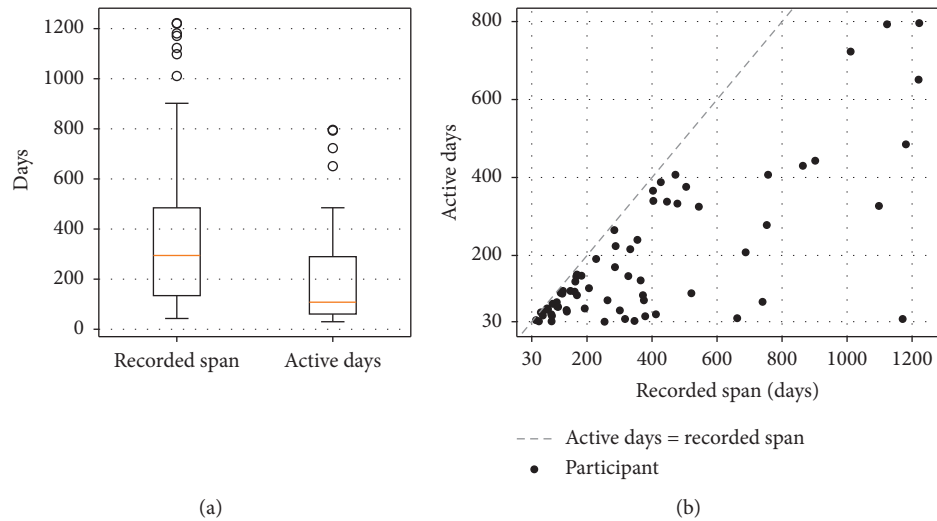 1200
1000
800
600
400
200
0
Days
Recorded span
Active days
(a)
800
600
400
200
30
Active days
30
200
400
600
800
1000
1200
Recorded span (days)
Active days = recorded span
Participant
(b)